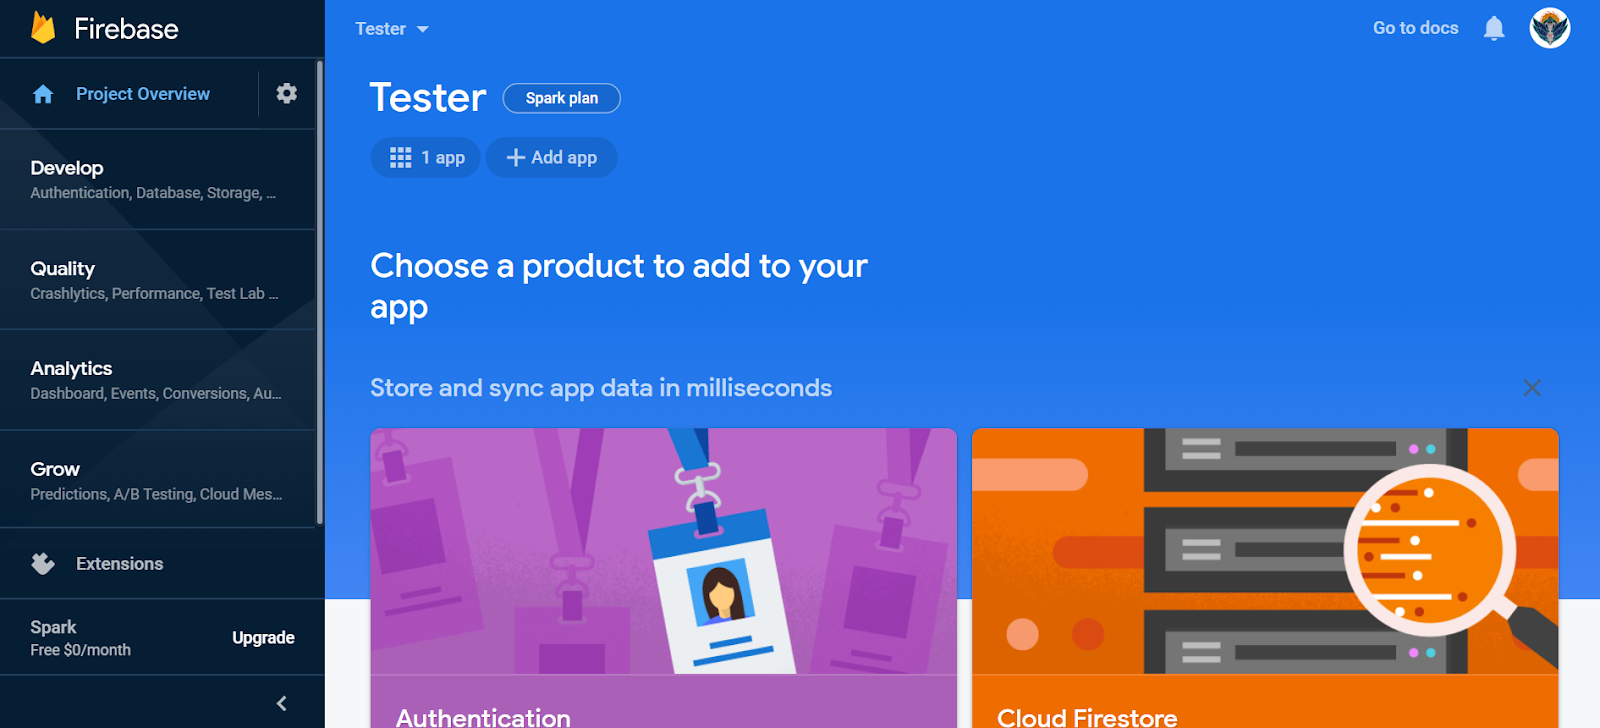 Firebase
Project Overview
Develop
Authentication, Database, Storage, ...
Quality
Crashlytics, Performance, Test Lab ...
Analytics
Dashboard, Events, Conversions, Au...
Grow
Predictions, A/B Testing, Cloud Mes...
Extensions
Spark
Free $0/month
Upgrade
Tester
Go to docs
Tester
Spark plan
1 app
+ Add app
Choose a product to add to your
app
Store and sync app data in milliseconds
Authentication
Cloud Firestore